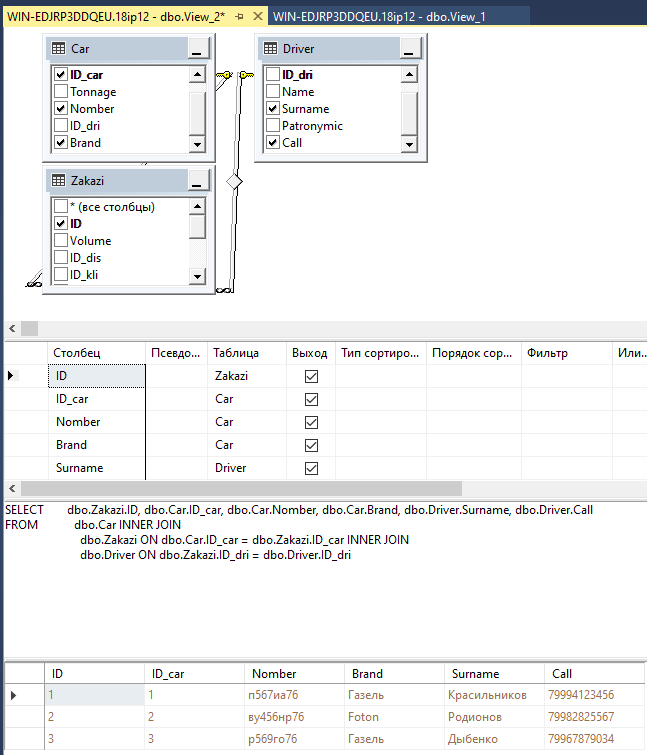 WIN-EDJRP3DDQEU.18ip12 - dbo.View_2* WIN-EDJRP3DDQEU.18ip12 - dbo.View_1
Car Driver
ID_car ID_dri
Tonnage Name
Nomber Surname
ID_dri Patronymic
Brand Call
Zakazi
* (все столбцы)
ID
Volume
ID_dis
ID_kli
Столбец Псевдо... Таблица Выход Тип сортиро... Порядок сор... Фильтр Или...
ID Zakazi
ID_car Car
Nomber Car
Brand Car
Surname Driver
SELECT dbo.Zakazi.ID, dbo.Car.ID_car, dbo.Car.Nomber, dbo.Car.Brand, dbo.Driver.Surname, dbo.Driver.Call
FROM dbo.Car INNER JOIN
dbo.Zakazi ON dbo.Car.ID_car = dbo.Zakazi.ID_car INNER JOIN
dbo.Driver ON dbo.Zakazi.ID_dri = dbo.Driver.ID_dri
ID ID_car Nomber Brand Surname Call
1 1 п567иа76 Газель Красильников 79994123456
2 2 ву456нр76 Foton Родионов 79982825567
3 3 р569го76 Газель Дыбенко 79967879034